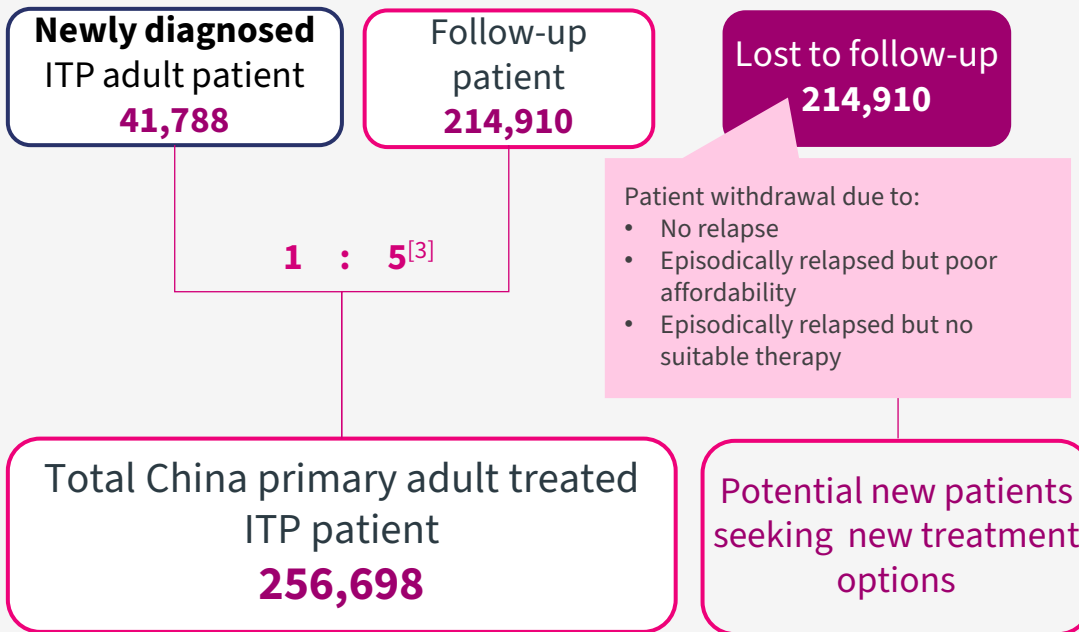 Newly diagnosed
ITP adult patient
41,788
Follow-up
patient
214,910
Lost to follow-up
214,910
Patient withdrawal due to:
• No relapse
• Episodically relapsed but poor
affordability
• Episodically relapsed but no
suitable therapy
1 : 5[3]
Total China primary adult treated
ITP patient
256,698
Potential new patients
seeking new treatment
options